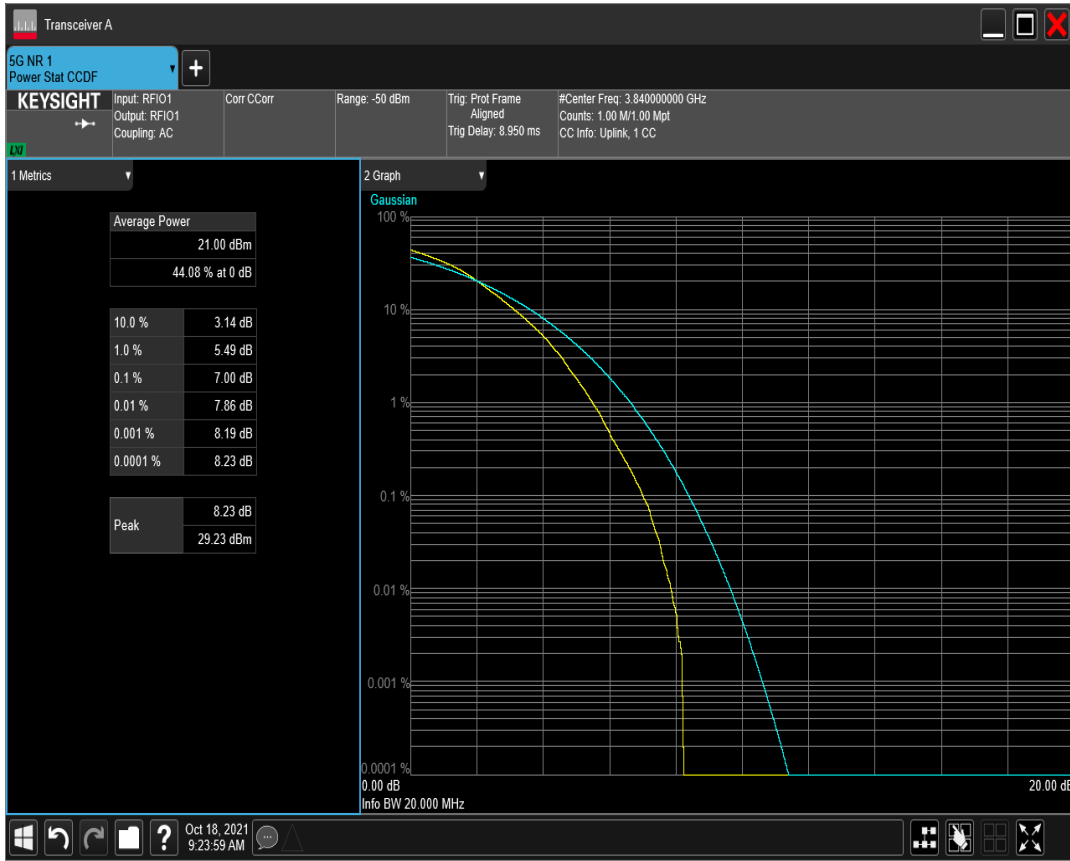 Transceiver A
5G NR 1
Power Stat CCDF
KEYSIGHT
LXI
Input: RFIO1
Output: RFIO1
Coupling: AC
Corr CCorr
Range: -50 dBm
Trig: Prot Frame
Aligned
Trig Delay: 8.950 ms
#Center Freq: 3.840000000 GHz
Counts: 1.00 M/1.00 Mpt
CC Info: Uplink, 1 CC
1 Metrics
Average Power
21.00 dBm
44.08 % at 0 dB
10.0 % 3.14 dB
1.0 % 5.49 dB
0.1 % 7.00 dB
0.01 % 7.86 dB
0.001 % 8.19 dB
0.0001 % 8.23 dB
Peak 8.23 dB
29.23 dBm
2 Graph
Gaussian
100 %
10 %
1 %
0.1 %
0.01 %
0.001 %
0.0001 %
0.00 dB 20.00 dB
Info BW 20.000 MHz
Oct 18, 2021
9:23:59 AM